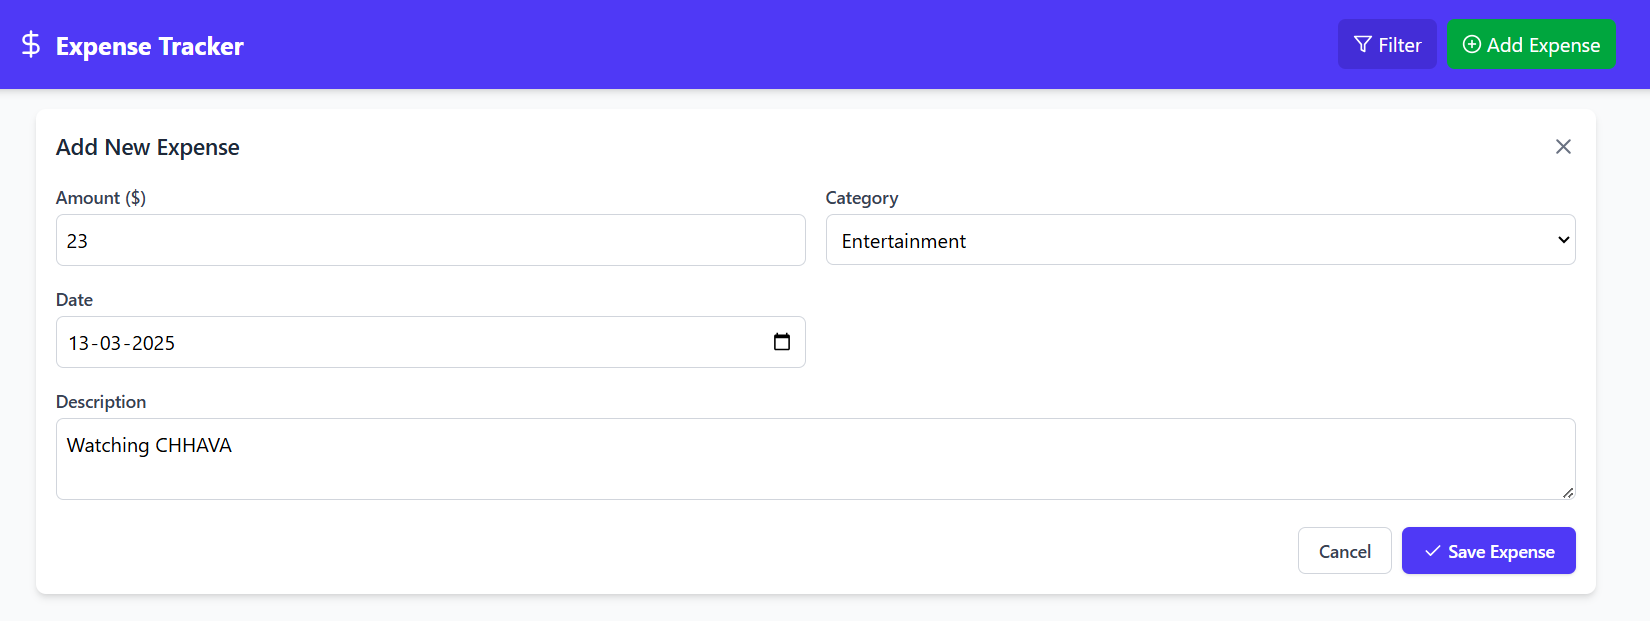 Expense Tracker
Filter
Add Expense
Add New Expense
Amount ($)
Category
23
Entertainment
Date
13-03-2025
Description
Watching CHHAVA
Cancel
Save Expense